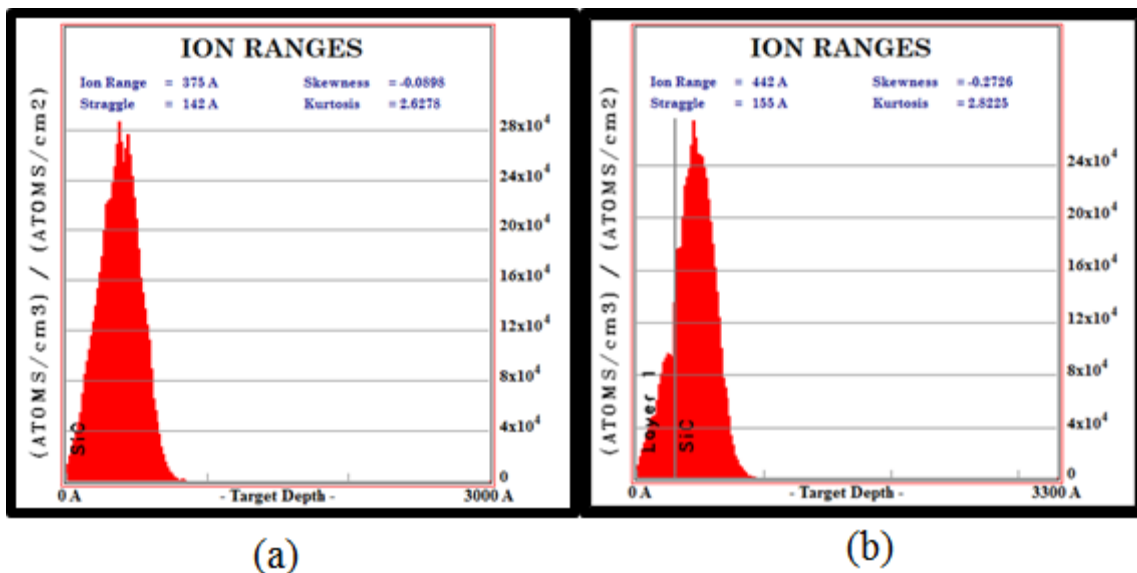 ION RANGES
Ion Range = 375 A Skewness = -0.0898
Straggle = 142 A Kurtosis = 2.6278
(ATOMS/cm3) / (ATOMS/cm2)
28x10⁴
24x10⁴
20x10⁴
16x10⁴
12x10⁴
8x10⁴
4x10⁴
0
SiC
0 A - Target Depth - 3000 A
(a)
ION RANGES
Ion Range = 442 A Skewness = -0.2726
Straggle = 155 A Kurtosis = 2.8225
(ATOMS/cm3) / (ATOMS/cm2)
24x10⁴
20x10⁴
16x10⁴
12x10⁴
8x10⁴
4x10⁴
0
Layer 1
SiC
0 A - Target Depth - 3300 A
(b)